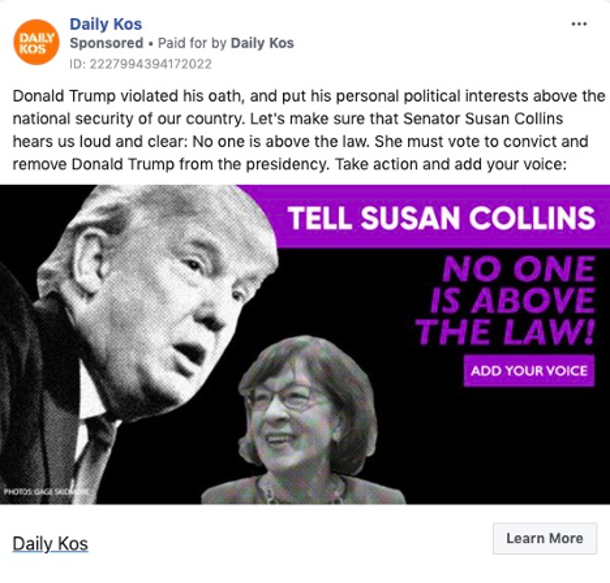 DAILY
KOS
Daily Kos
Sponsored • Paid for by Daily Kos
ID: 2227994394172022
Donald Trump violated his oath, and put his personal political interests above the
national security of our country. Let's make sure that Senator Susan Collins
hears us loud and clear: No one is above the law. She must vote to convict and
remove Donald Trump from the presidency. Take action and add your voice:
TELL SUSAN COLLINS
NO ONE
IS ABOVE
THE LAW!
ADD YOUR VOICE
PHOTOS: GAGE
Daily Kos
Learn More